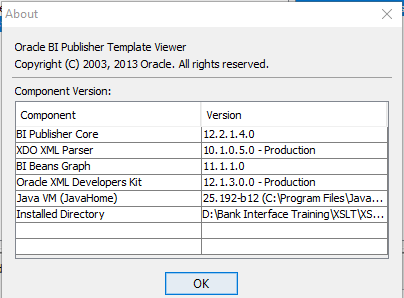 About
Oracle BI Publisher Template Viewer
Copyright (C) 2003, 2013 Oracle. All rights reserved.
Component Version:
Component Version
BI Publisher Core 12.2.1.4.0
XDO XML Parser 10.1.0.5.0 - Production
BI Beans Graph 11.1.1.0
Oracle XML Developers Kit 12.1.3.0.0 - Production
Java VM (JavaHome) 25.192-b12 (C:\Program Files\Java...
Installed Directory D:\Bank Interface Training\XSLT\XS...
OK